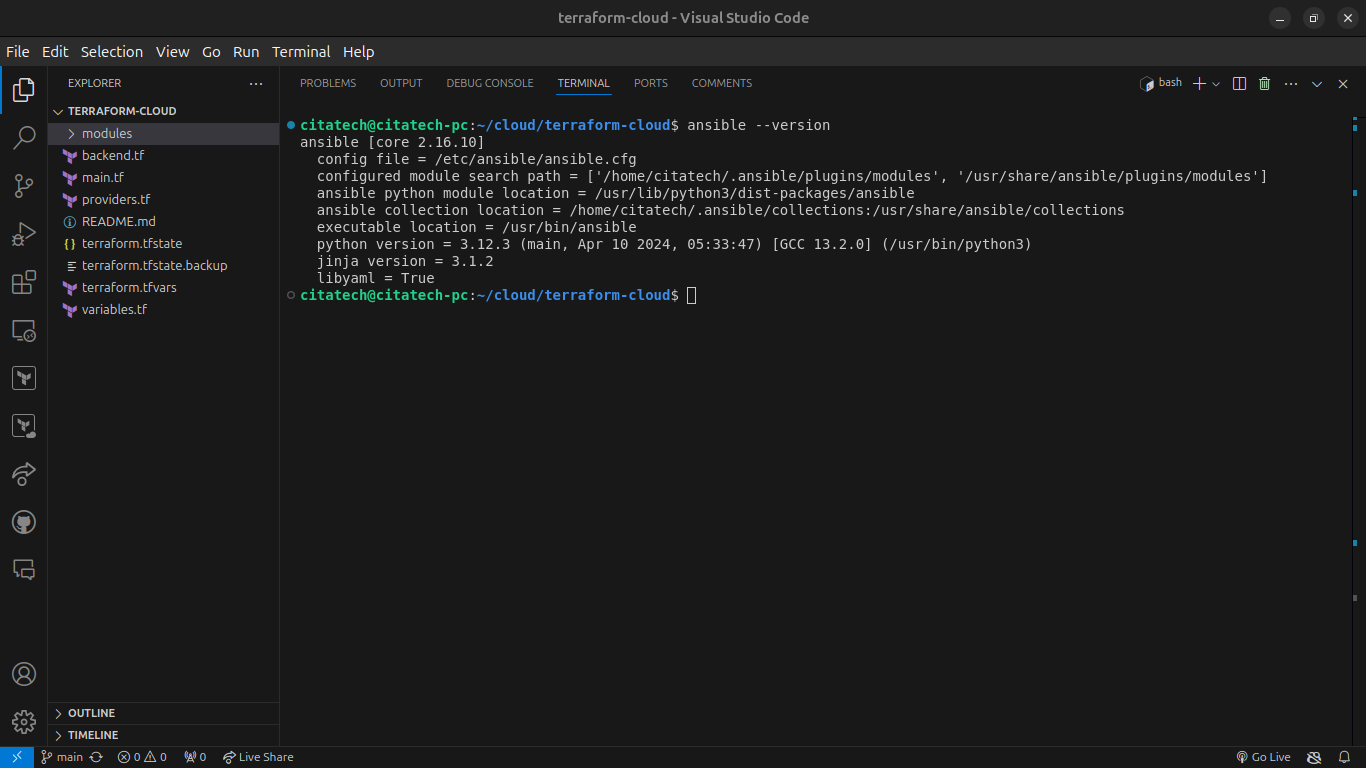 terraform-cloud - Visual Studio Code
File Edit Selection View Go Run Terminal Help
EXPLORER
TERRAFORM-CLOUD
modules
backend.tf
main.tf
providers.tf
README.md
terraform.tfstate
terraform.tfstate.backup
terraform.tfvars
variables.tf
OUTLINE
TIMELINE
PROBLEMS OUTPUT DEBUG CONSOLE TERMINAL PORTS COMMENTS
bash
citatech@citatech-pc:~/cloud/terraform-cloud$ ansible --version
ansible [core 2.16.10]
config file = /etc/ansible/ansible.cfg
configured module search path = ['/home/citatech/.ansible/plugins/modules', '/usr/share/ansible/plugins/modules']
ansible python module location = /usr/lib/python3/dist-packages/ansible
ansible collection location = /home/citatech/.ansible/collections:/usr/share/ansible/collections
executable location = /usr/bin/ansible
python version = 3.12.3 (main, Apr 10 2024, 05:33:47) [GCC 13.2.0] (/usr/bin/python3)
jinja version = 3.1.2
libyaml = True
citatech@citatech-pc:~/cloud/terraform-cloud$
main 0 0 0 Live Share Go Live